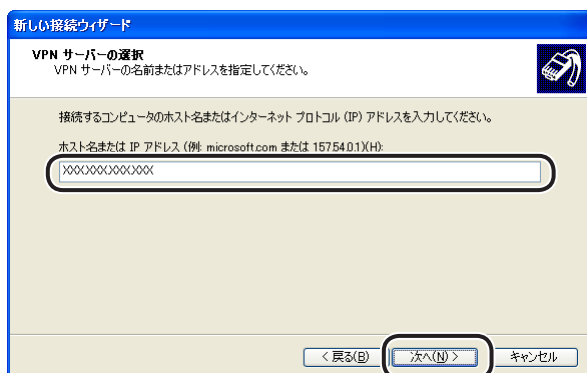 新しい接続ウィザード
VPN サーバーの選択
VPN サーバーの名前またはアドレスを指定してください。
接続するコンピュータのホスト名またはインターネット プロトコル (IP) アドレスを入力してください。
ホスト名または IP アドレス (例: microsoft.com または 157.54.0.1)(H):
XXX.XXX.XXX.XXX
< 戻る(B)
次へ(N) >
キャンセル